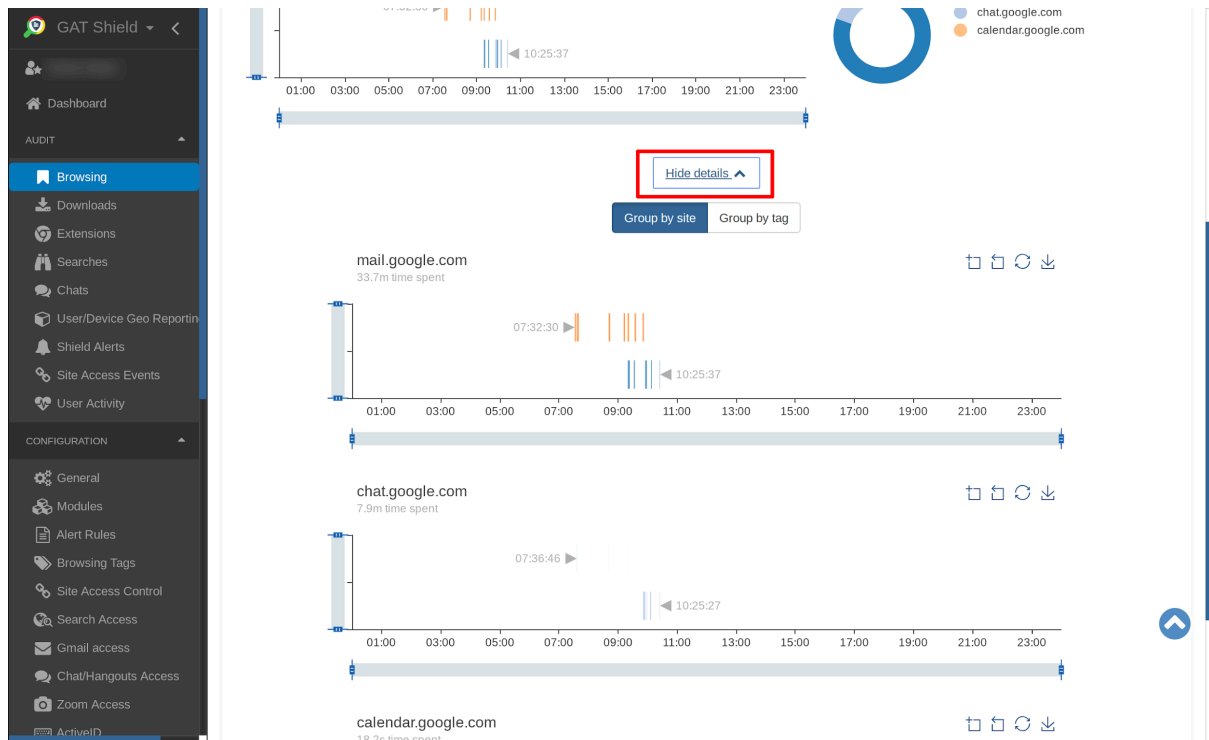 GAT Shield
Dashboard
AUDIT
Browsing
Downloads
Extensions
Searches
Chats
User/Device Geo Reportin
Shield Alerts
Site Access Events
User Activity
CONFIGURATION
General
Modules
Alert Rules
Browsing Tags
Site Access Control
Search Access
Gmail access
Chat/Hangouts Access
Zoom Access
ActiveID
07:32:30
10:25:37
01:00 03:00 05:00 07:00 09:00 11:00 13:00 15:00 17:00 19:00 21:00 23:00
chat.google.com
calendar.google.com
Hide details
Group by site Group by tag
mail.google.com
33.7m time spent
07:32:30
10:25:37
01:00 03:00 05:00 07:00 09:00 11:00 13:00 15:00 17:00 19:00 21:00 23:00
chat.google.com
7.9m time spent
07:36:46
10:25:27
01:00 03:00 05:00 07:00 09:00 11:00 13:00 15:00 17:00 19:00 21:00 23:00
calendar.google.com
18.2s time spent